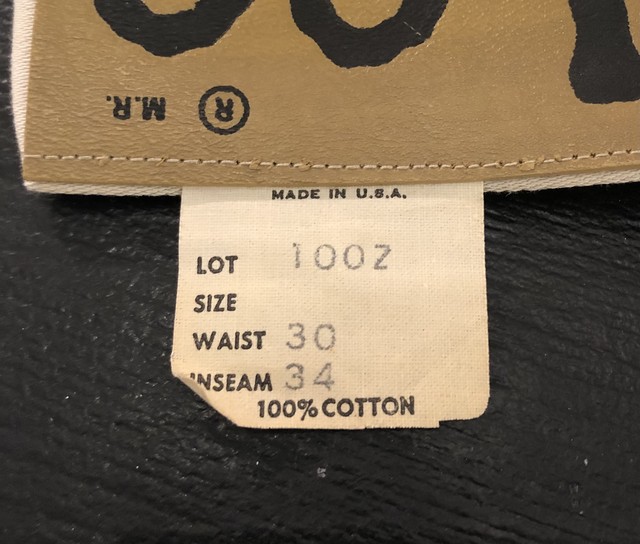 ® M.R.
MADE IN U.S.A.
LOT 100Z
SIZE
WAIST 30
INSEAM 34
100% COTTON